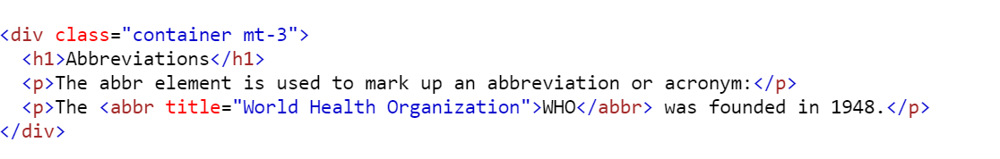 <div class="container mt-3">
  <h1>Abbreviations</h1>
  <p>The abbr element is used to mark up an abbreviation or acronym:</p>
  <p>The <abbr title="World Health Organization">WHO</abbr> was founded in 1948.</p>
</div>